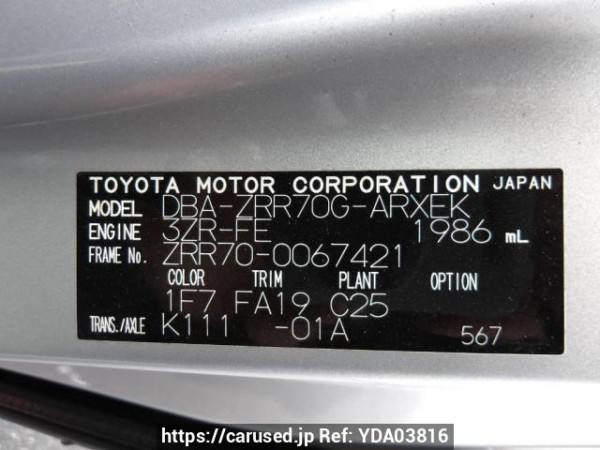 TOYOTA MOTOR CORPORATION JAPAN
MODEL DBA-ZRR70G-ARXEK
ENGINE 3ZR-FE 1986 mL
FRAME No. ZRR70-0067421
COLOR TRIM PLANT OPTION
1F7 FA19 C25
TRANS./AXLE K111 -01A 567
https://carused.jp Ref: YDA03816